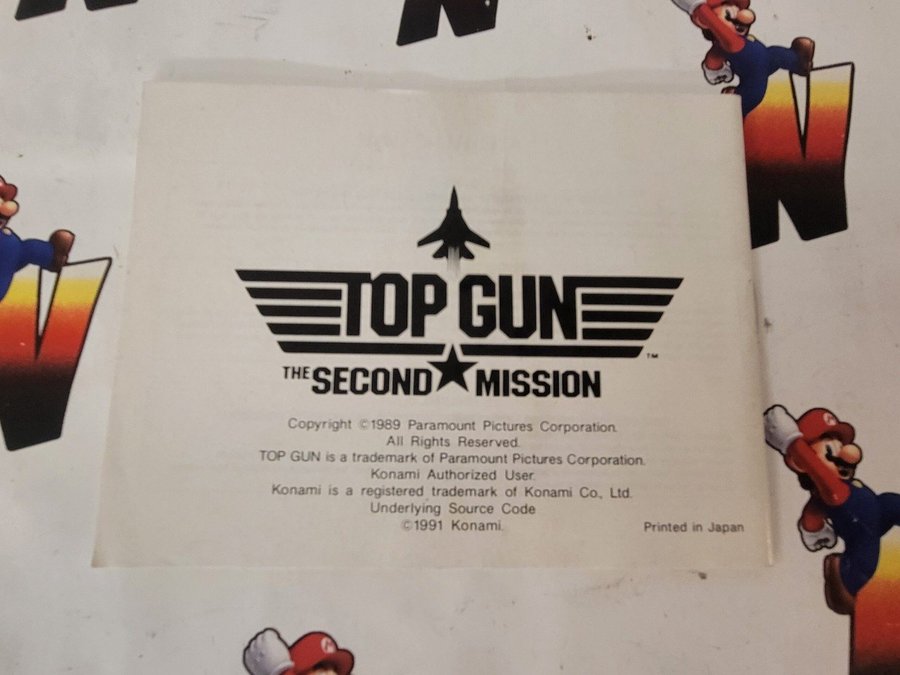 TOP GUN
™
THE SECOND MISSION
Copyright ©1989 Paramount Pictures Corporation.
All Rights Reserved.
TOP GUN is a trademark of Paramount Pictures Corporation.
Konami Authorized User.
Konami is a registered trademark of Konami Co., Ltd.
Underlying Source Code
©1991 Konami.
Printed in Japan
N
N
N
N
M
M